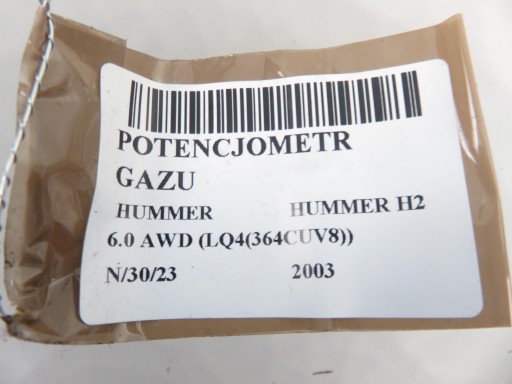 POTENCJOMETR
GAZU
HUMMER HUMMER H2
6.0 AWD (LQ4(364CUV8))
N/30/23 2003